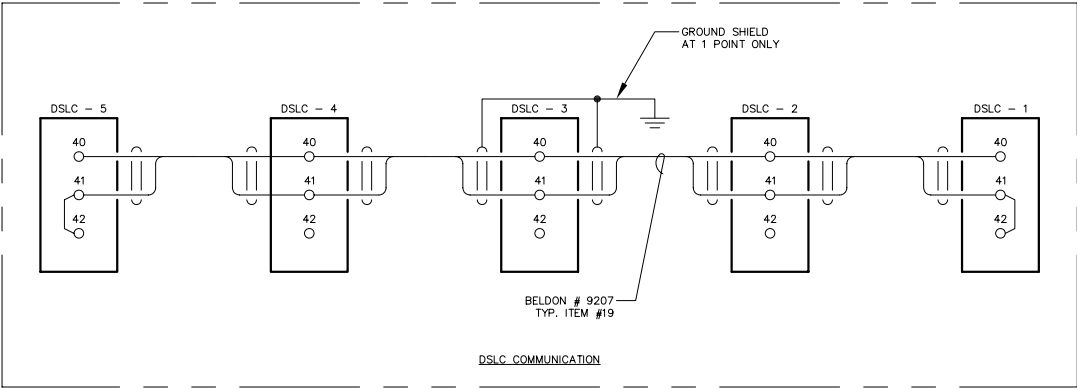 GROUND SHIELD
AT 1 POINT ONLY
DSLC - 5
DSLC - 4
DSLC - 3
DSLC - 2
DSLC - 1
40
40
40
40
40
41
41
41
41
41
42
42
42
42
42
BELDON # 9207
TYP. ITEM #19
DSLC COMMUNICATION